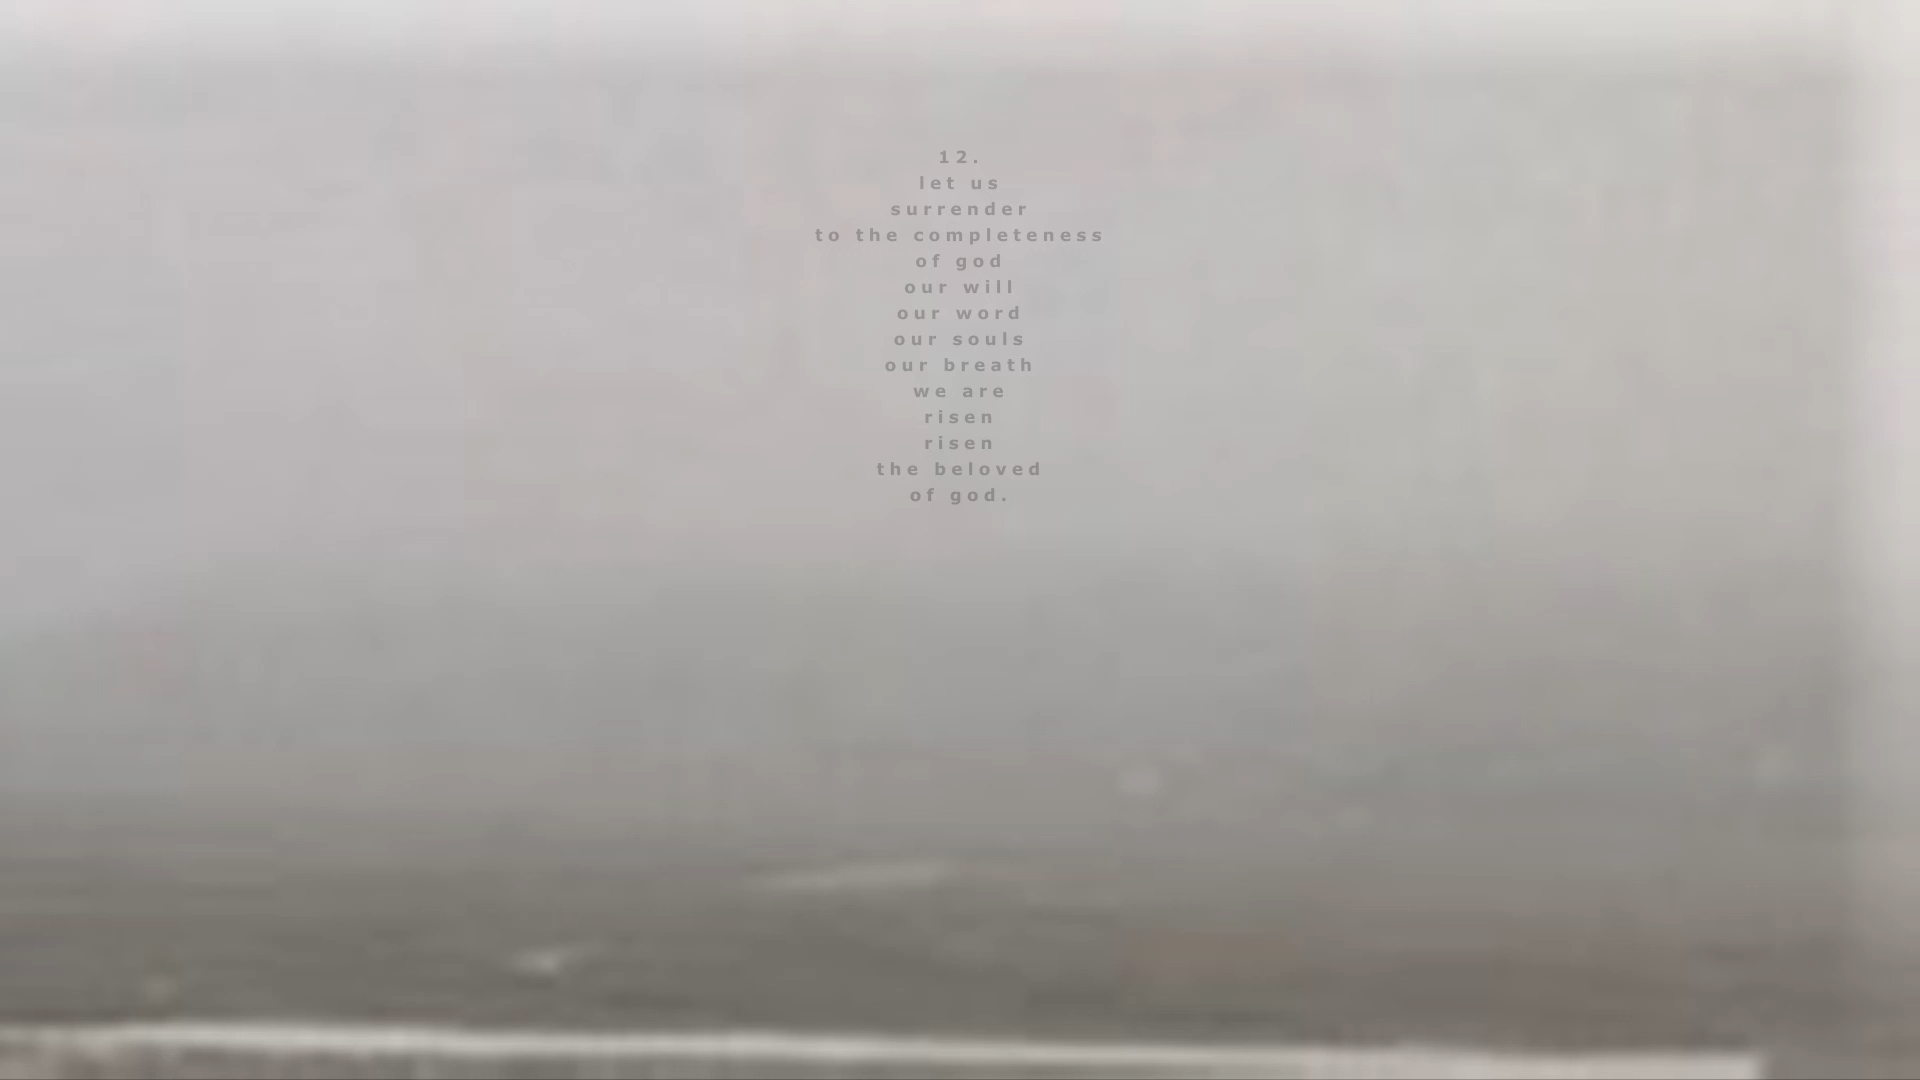 12.
let us
surrender
to the completeness
of god
our will
our word
our souls
our breath
we are
risen
risen
the beloved
of god.